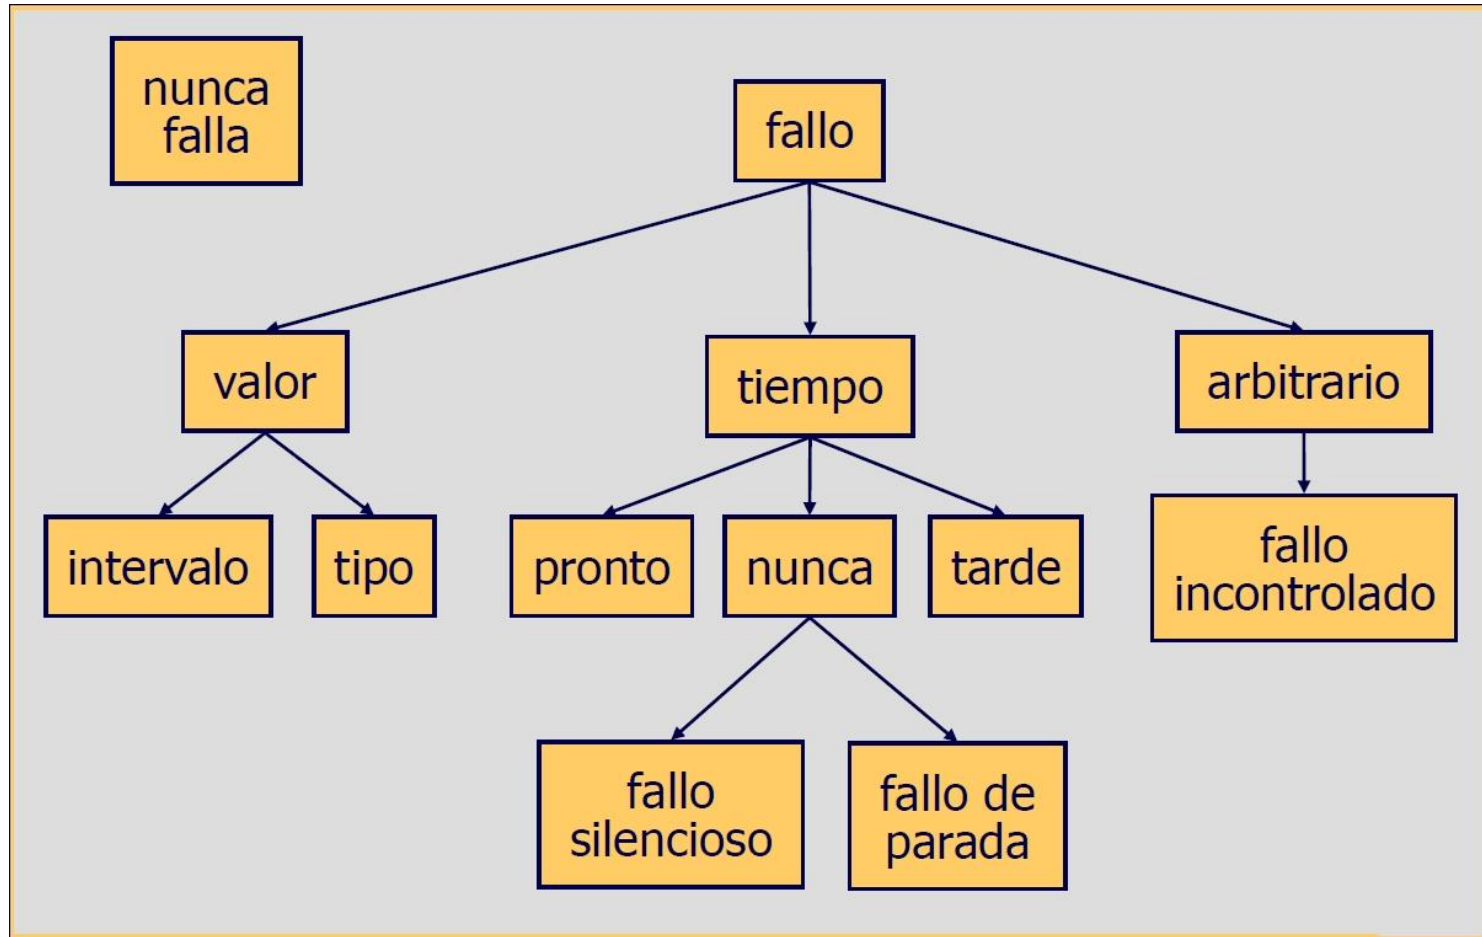 nunca
falla
fallo
valor
tiempo
arbitrario
intervalo
tipo
pronto
nunca
tarde
fallo
incontrolado
fallo
silencioso
fallo de
parada